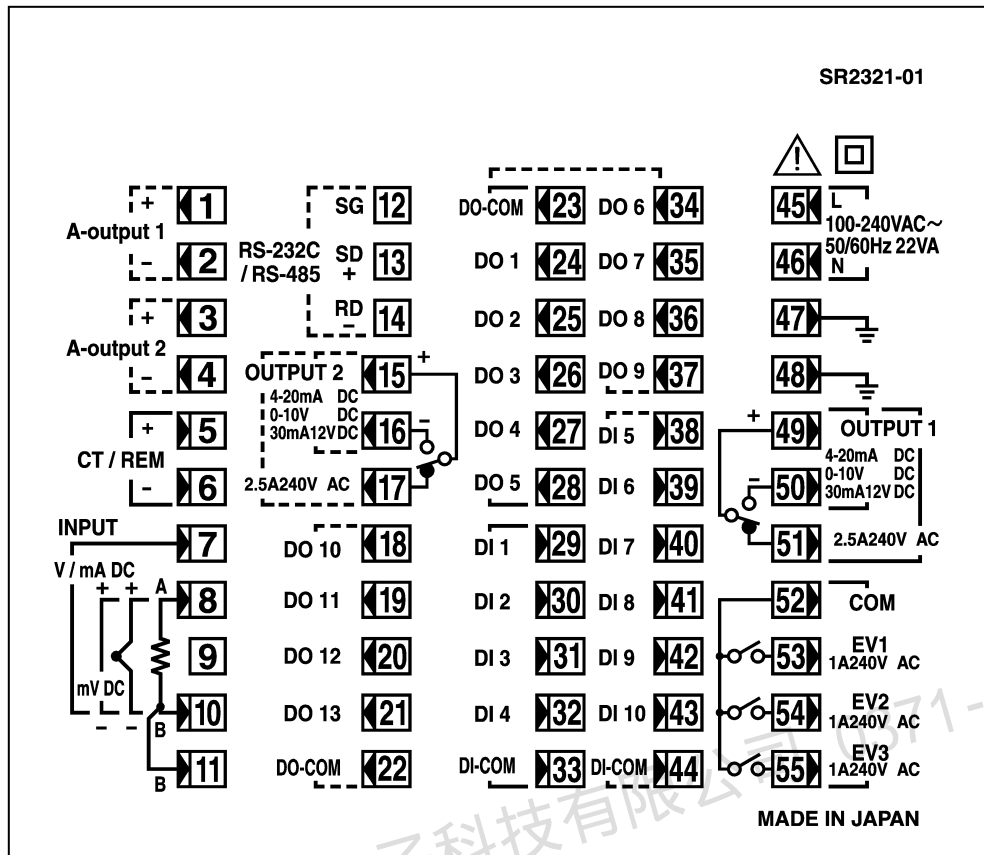 SR2321-01
A-output 1
+
1
-
2
A-output 2
+
3
-
4
CT / REM
+
5
-
6
INPUT
7
V / mA DC
+ + A
8
9
mV DC
10
- - B
11
B
RS-232C
/ RS-485
SG 12
SD
+
13
RD
-
14
OUTPUT 2
15 +
4-20mA DC
0-10V DC
30mA12V DC
16 -
2.5A240V AC 17
DO 10 18
DO 11 19
DO 12 20
DO 13 21
DO-COM 22
DO-COM 23
DO 1 24
DO 2 25
DO 3 26
DO 4 27
DO 5 28
DI 1 29
DI 2 30
DI 3 31
DI 4 32
DI-COM 33
DO 6 34
DO 7 35
DO 8 36
DO 9 37
DI 5 38
DI 6 39
DI 7 40
DI 8 41
DI 9 42
DI 10 43
DI-COM 44
45 L
100-240VAC～
50/60Hz 22VA
46 N
47
48
+ 49 OUTPUT 1
4-20mA DC
0-10V DC
30mA12V DC
- 50
51 2.5A240V AC
52 COM
53 EV1
1A240V AC
54 EV2
1A240V AC
55 EV3
1A240V AC
MADE IN JAPAN
子科技有限公司 0371-